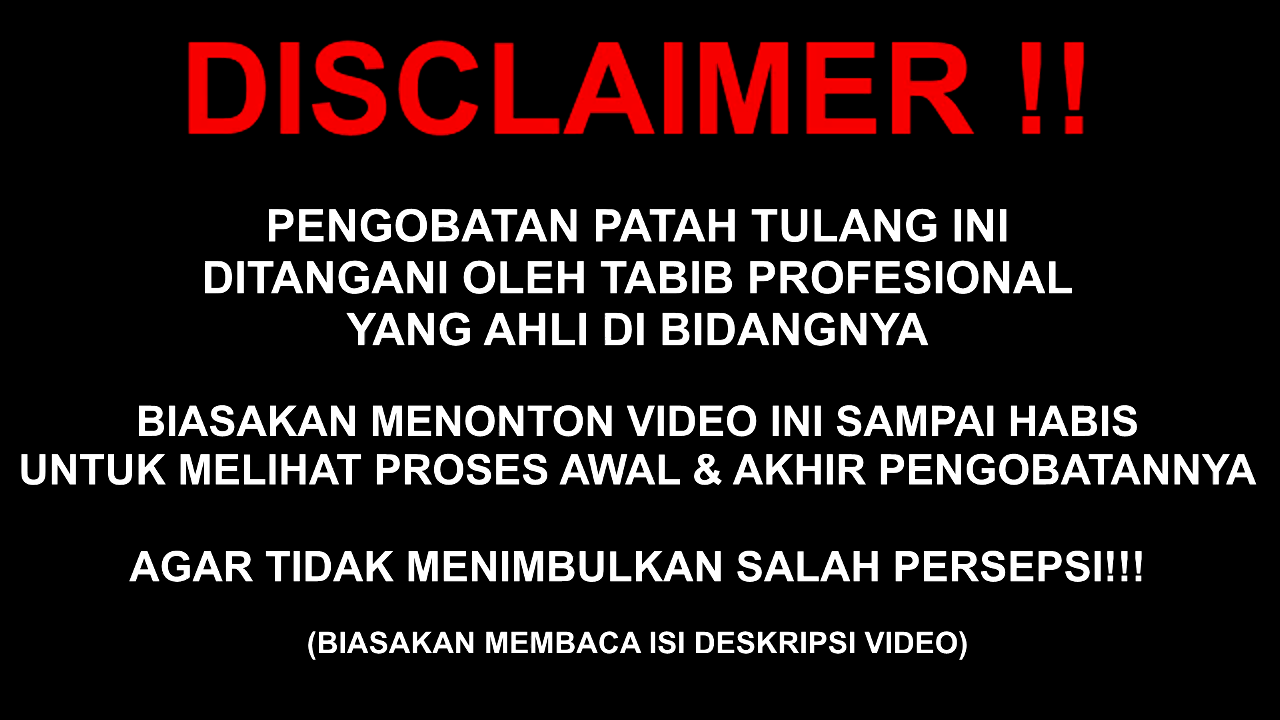 DISCLAIMER !!
PENGOBATAN PATAH TULANG INI
DITANGANI OLEH TABIB PROFESIONAL
YANG AHLI DI BIDANGNYA
BIASAKAN MENONTON VIDEO INI SAMPAI HABIS
UNTUK MELIHAT PROSES AWAL & AKHIR PENGOBATANNYA
AGAR TIDAK MENIMBULKAN SALAH PERSEPSI!!!
(BIASAKAN MEMBACA ISI DESKRIPSI VIDEO)